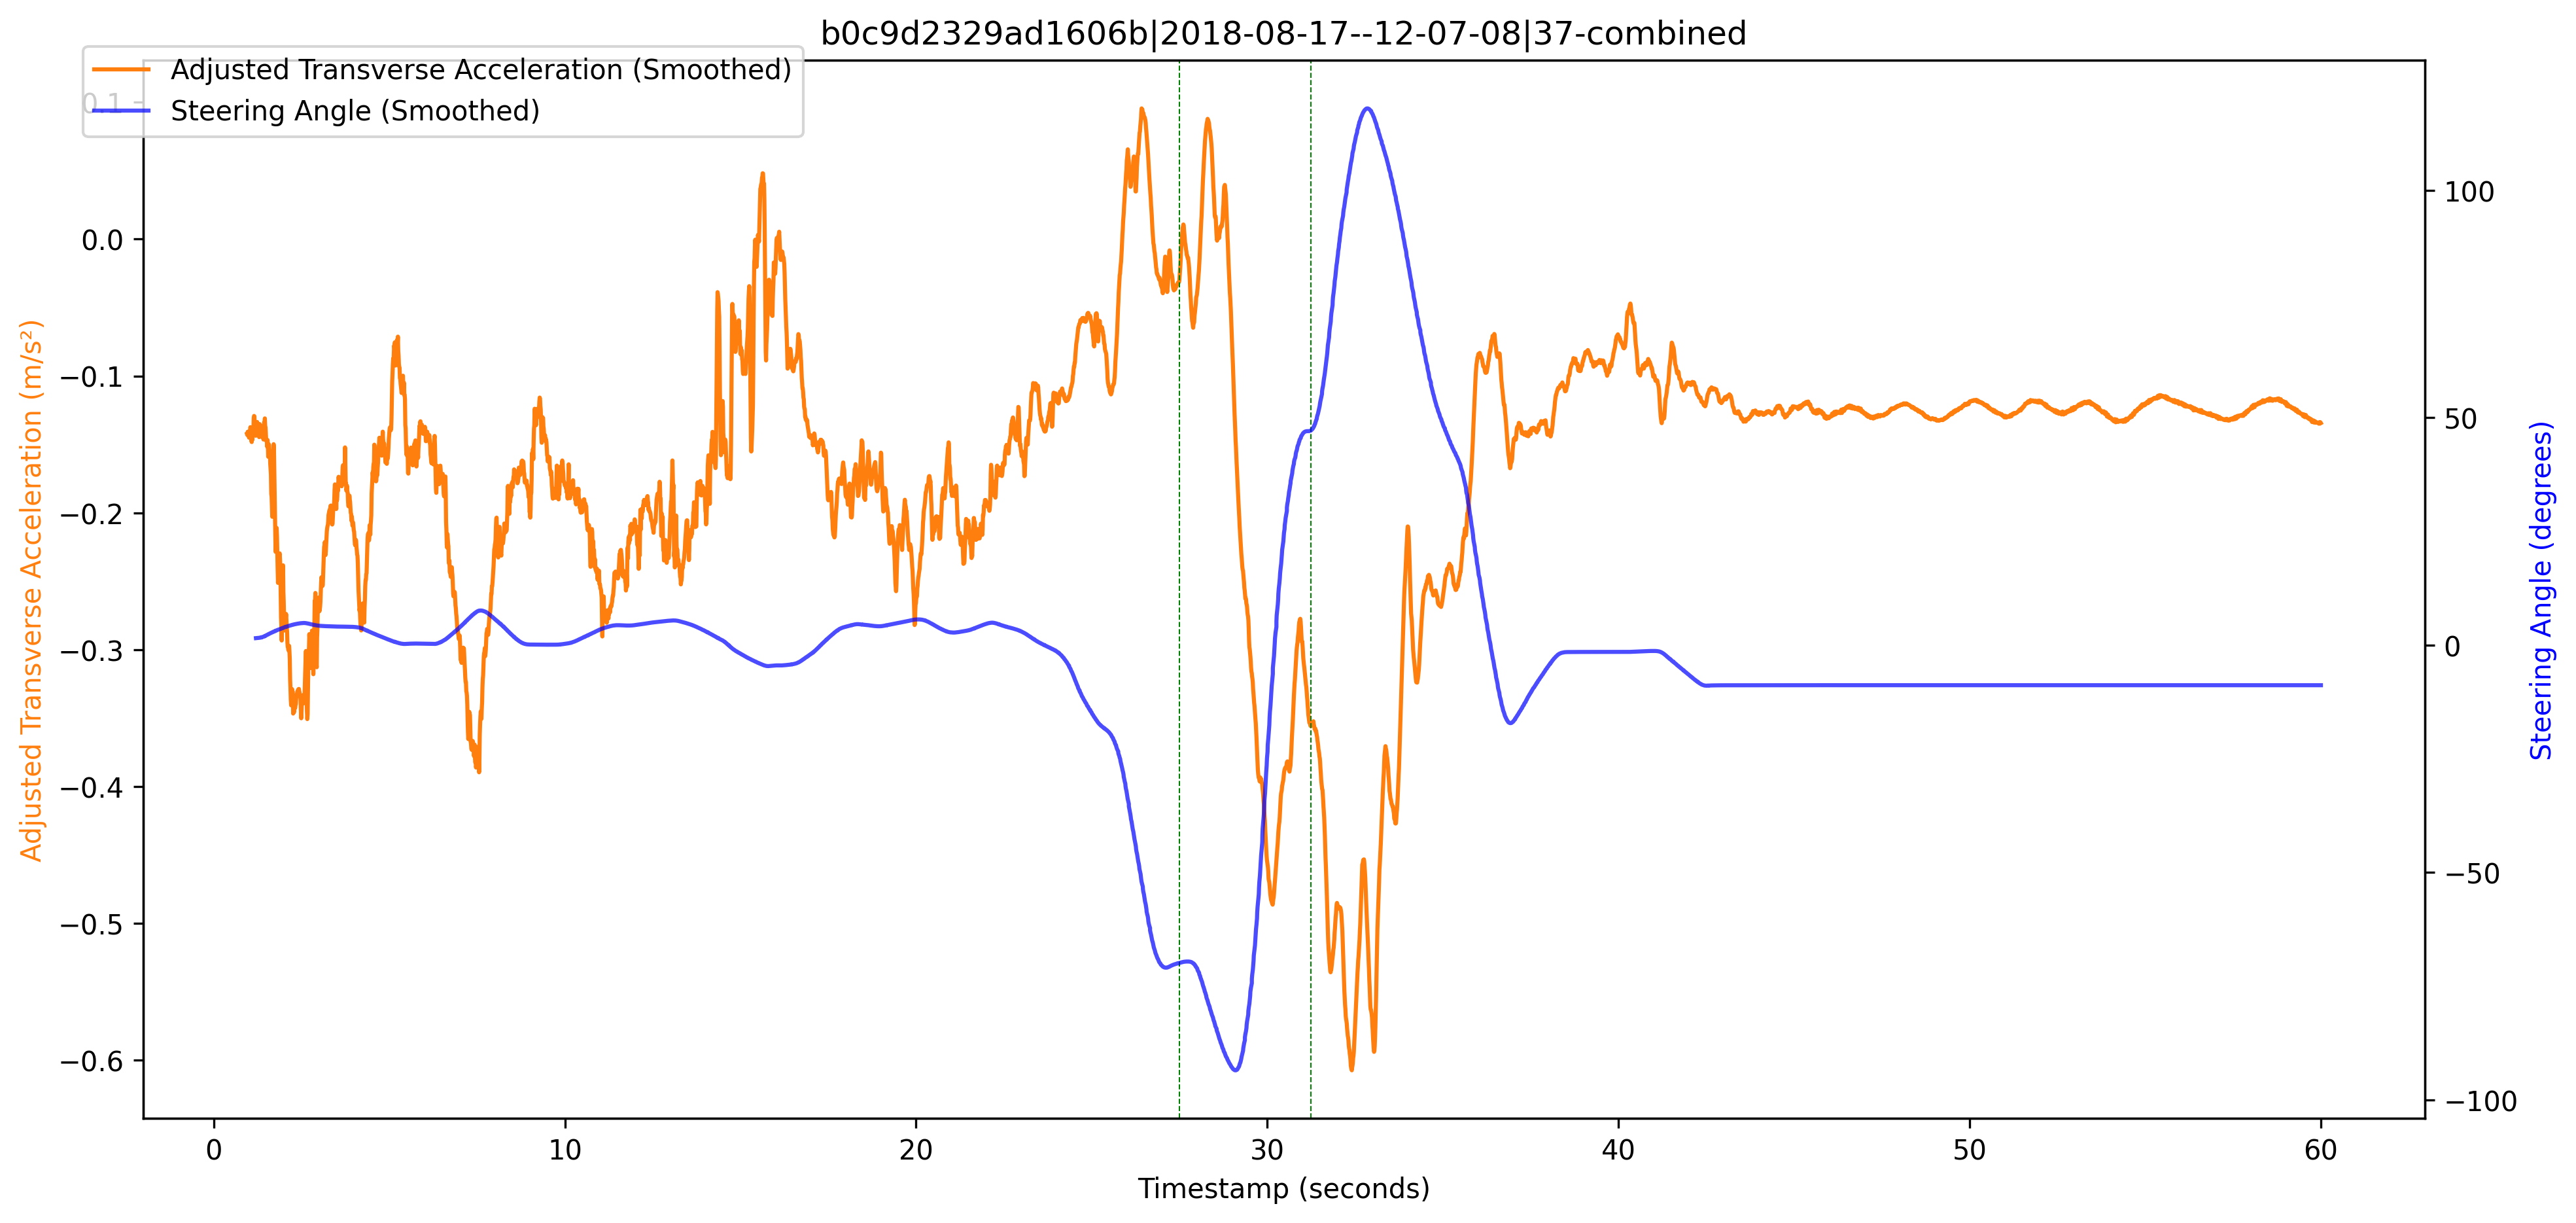 b0c9d2329ad1606b|2018-08-17--12-07-08|37-combined
Adjusted Transverse Acceleration (Smoothed)
Steering Angle (Smoothed)
0.1
0.0
−0.1
−0.2
−0.3
−0.4
−0.5
−0.6
Adjusted Transverse Acceleration (m/s²)
100
50
0
−50
−100
Steering Angle (degrees)
0 10 20 30 40 50 60
Timestamp (seconds)